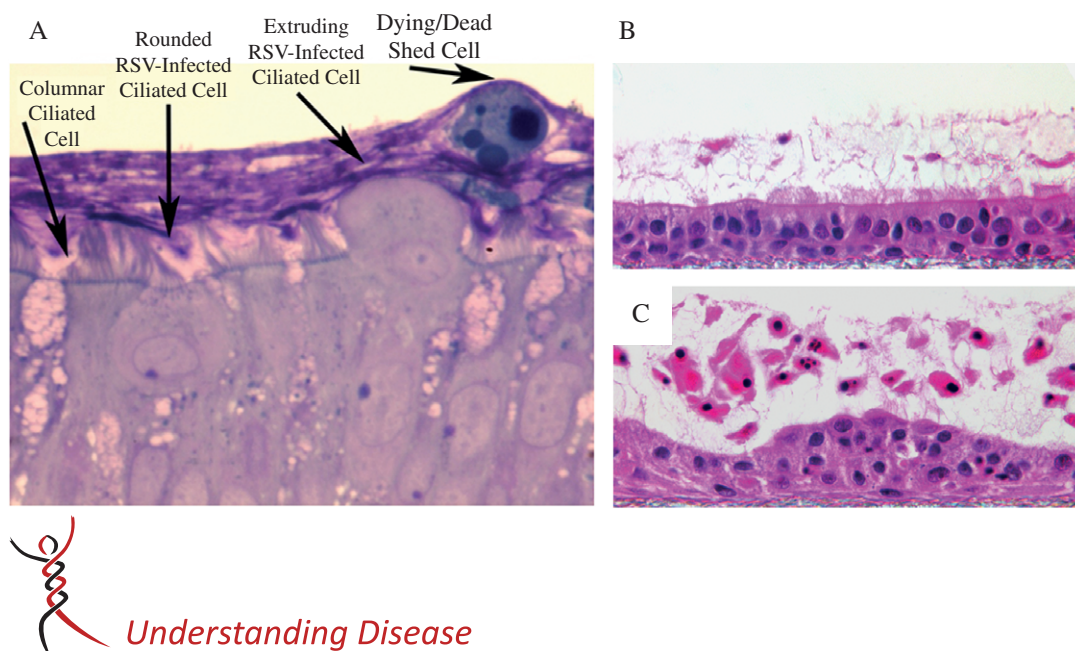 A
Columnar
Ciliated
Cell
Rounded
RSV-Infected
Ciliated Cell
Extruding
RSV-Infected
Ciliated Cell
Dying/Dead
Shed Cell
B
C
Understanding Disease